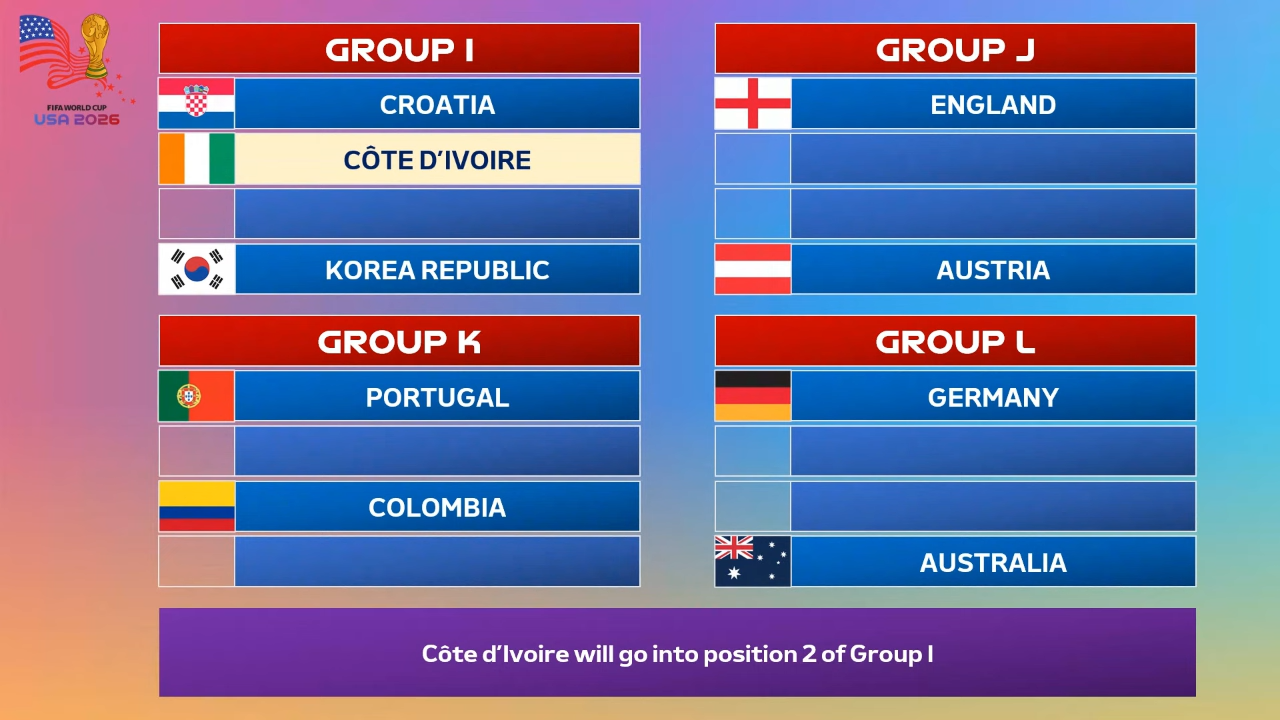 FIFA WORLD CUP
USA 2026
GROUP I
CROATIA
CÔTE D'IVOIRE
KOREA REPUBLIC
GROUP J
ENGLAND
AUSTRIA
GROUP K
PORTUGAL
COLOMBIA
GROUP L
GERMANY
AUSTRALIA
Côte d'Ivoire will go into position 2 of Group I